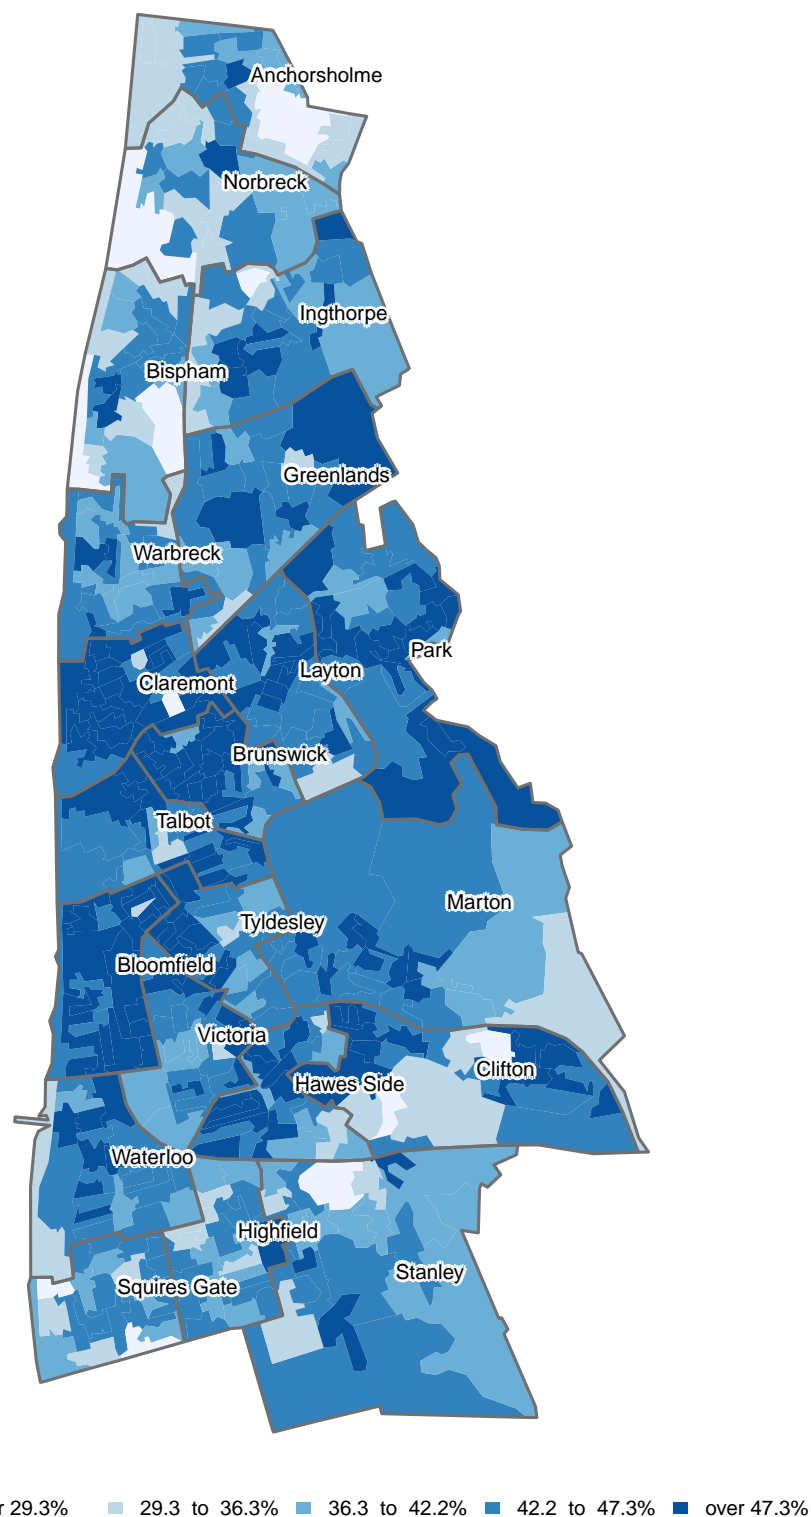 Anchorsholme
Norbreck
Ingthorpe
Bispham
Greenlands
Warbreck
Park
Layton
Claremont
Brunswick
Talbot
Marton
Tyldesley
Bloomfield
Victoria
Clifton
Hawes Side
Waterloo
Highfield
Stanley
Squires Gate
r 29.3% 29.3 to 36.3% 36.3 to 42.2% 42.2 to 47.3% over 47.3%